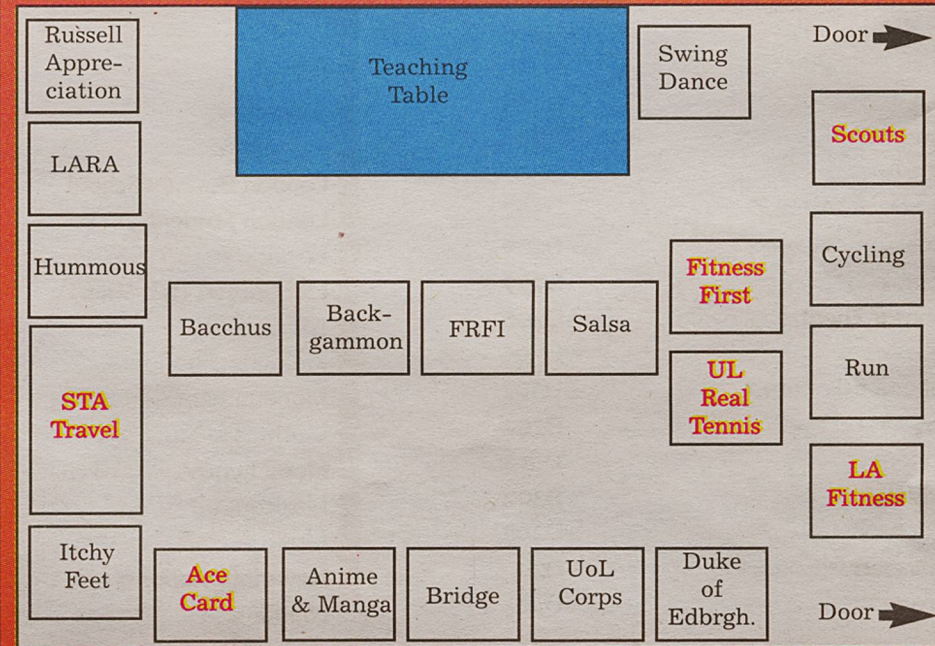 Russell
Appre-
ciation
Teaching
Table
Swing
Dance
Door
Scouts
LARA
Hummous
Cycling
Fitness
First
Bacchus
Back-
gammon
FRFI
Salsa
Run
UL
Real
Tennis
STA
Travel
LA
Fitness
Itchy
Feet
Ace
Card
Anime
& Manga
Bridge
UoL
Corps
Duke
of
Edbrgh.
Door